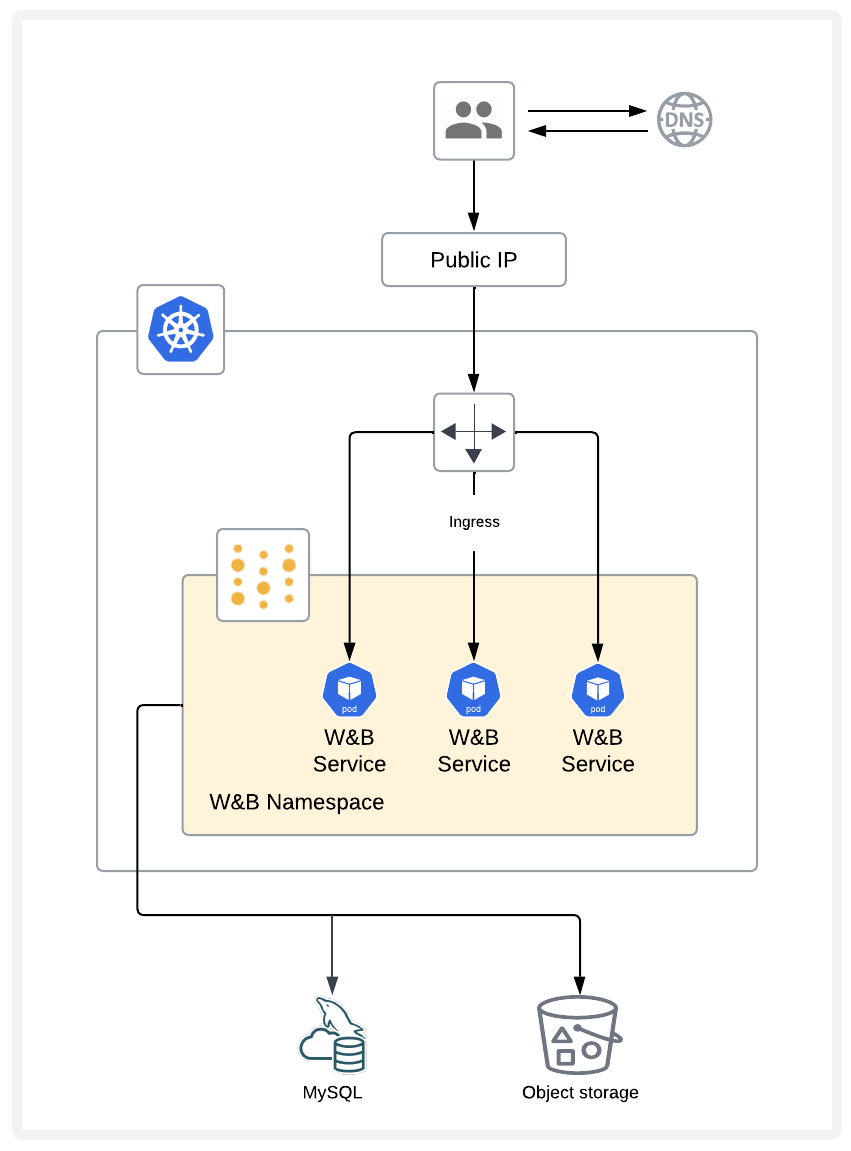 DNS
Public IP
Ingress
pod
pod
pod
W&B
Service
W&B
Service
W&B
Service
W&B Namespace
MySQL
Object storage